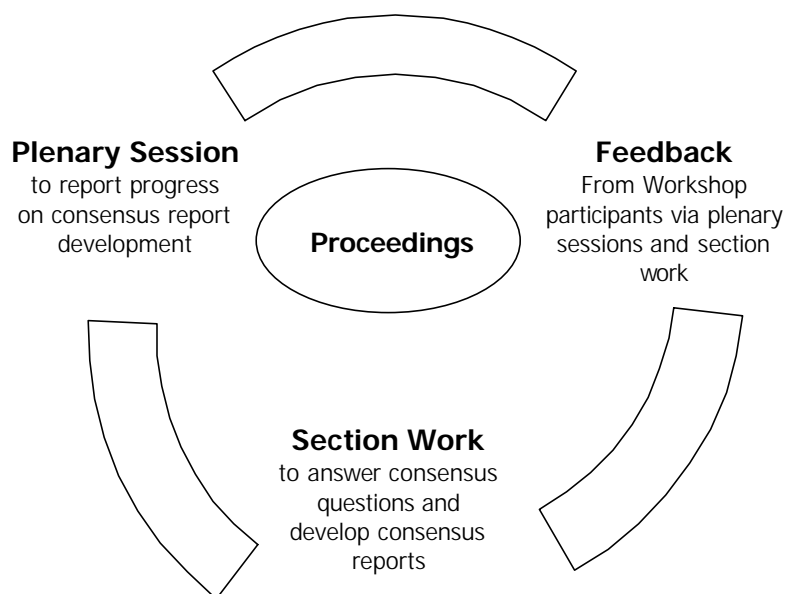 Plenary Session
to report progress
on consensus report
development
Feedback
From Workshop
participants via plenary
sessions and section
work
Proceedings
Section Work
to answer consensus
questions and
develop consensus
reports